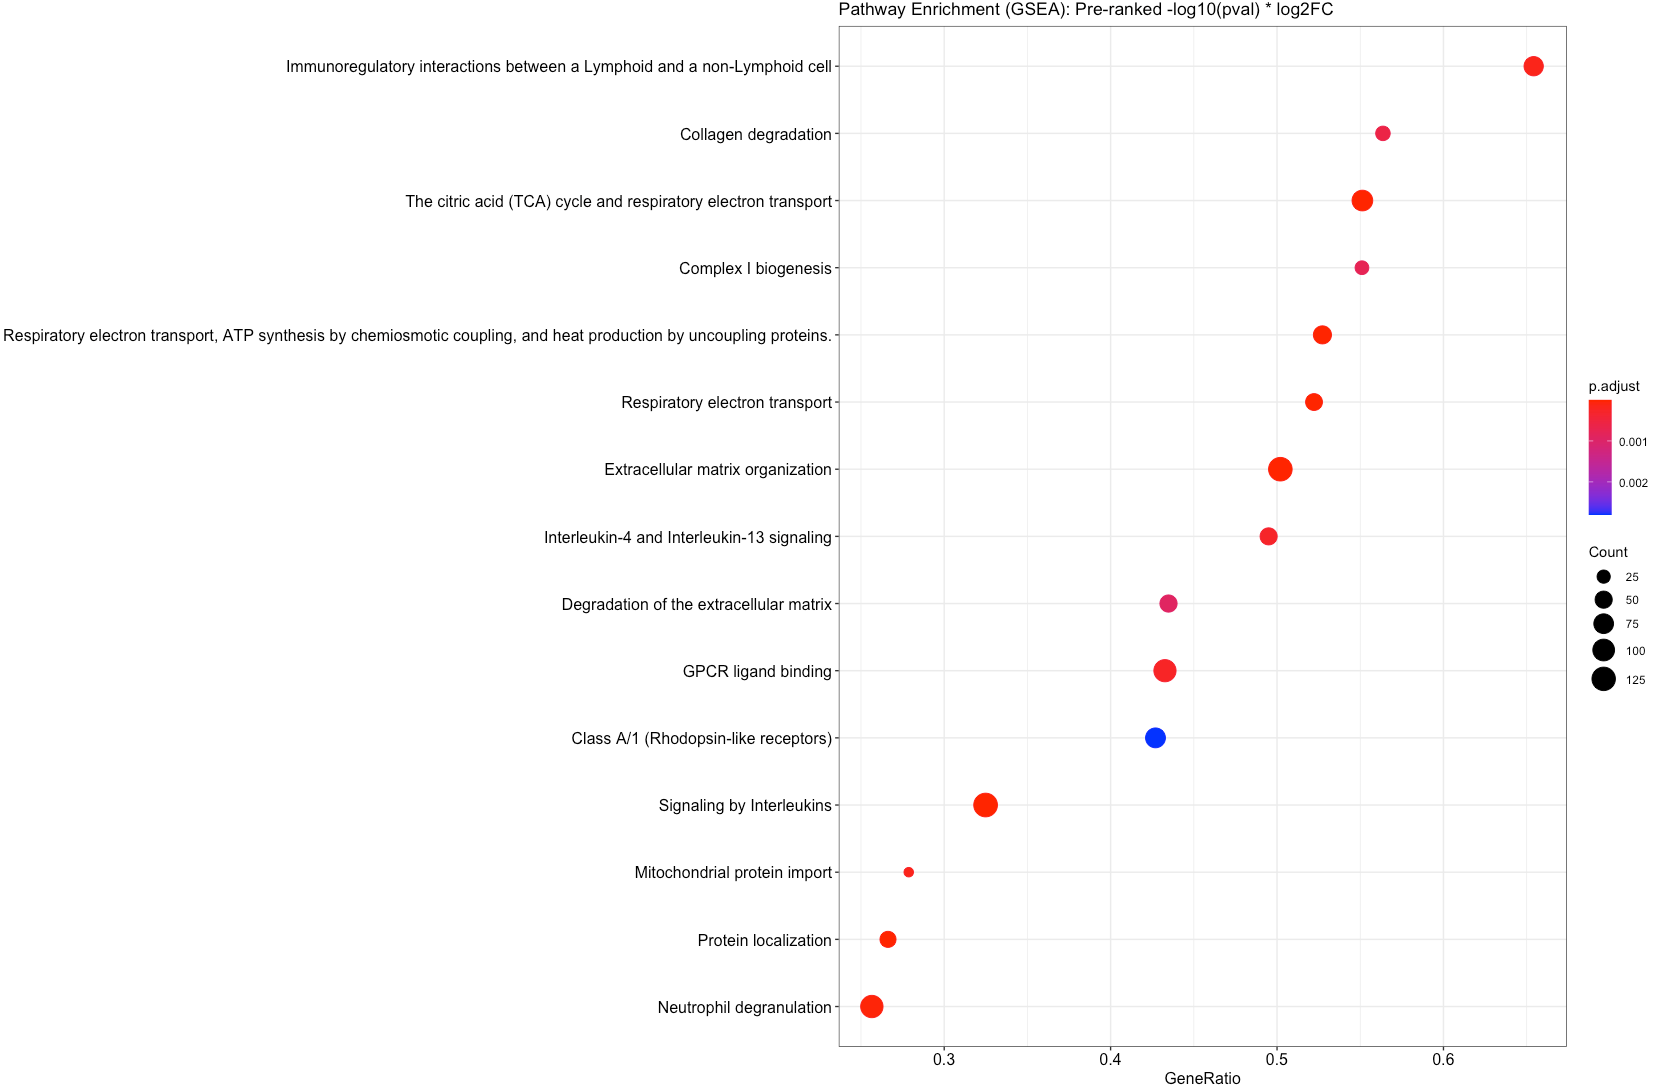 Pathway Enrichment (GSEA): Pre-ranked -log10(pval) * log2FC
Immunoregulatory interactions between a Lymphoid and a non-Lymphoid cell
Collagen degradation
The citric acid (TCA) cycle and respiratory electron transport
Complex I biogenesis
Respiratory electron transport, ATP synthesis by chemiosmotic coupling, and heat production by uncoupling proteins.
Respiratory electron transport
Extracellular matrix organization
Interleukin-4 and Interleukin-13 signaling
Degradation of the extracellular matrix
GPCR ligand binding
Class A/1 (Rhodopsin-like receptors)
Signaling by Interleukins
Mitochondrial protein import
Protein localization
Neutrophil degranulation
0.3 0.4 0.5 0.6
GeneRatio
p.adjust
0.001
0.002
Count
25
50
75
100
125